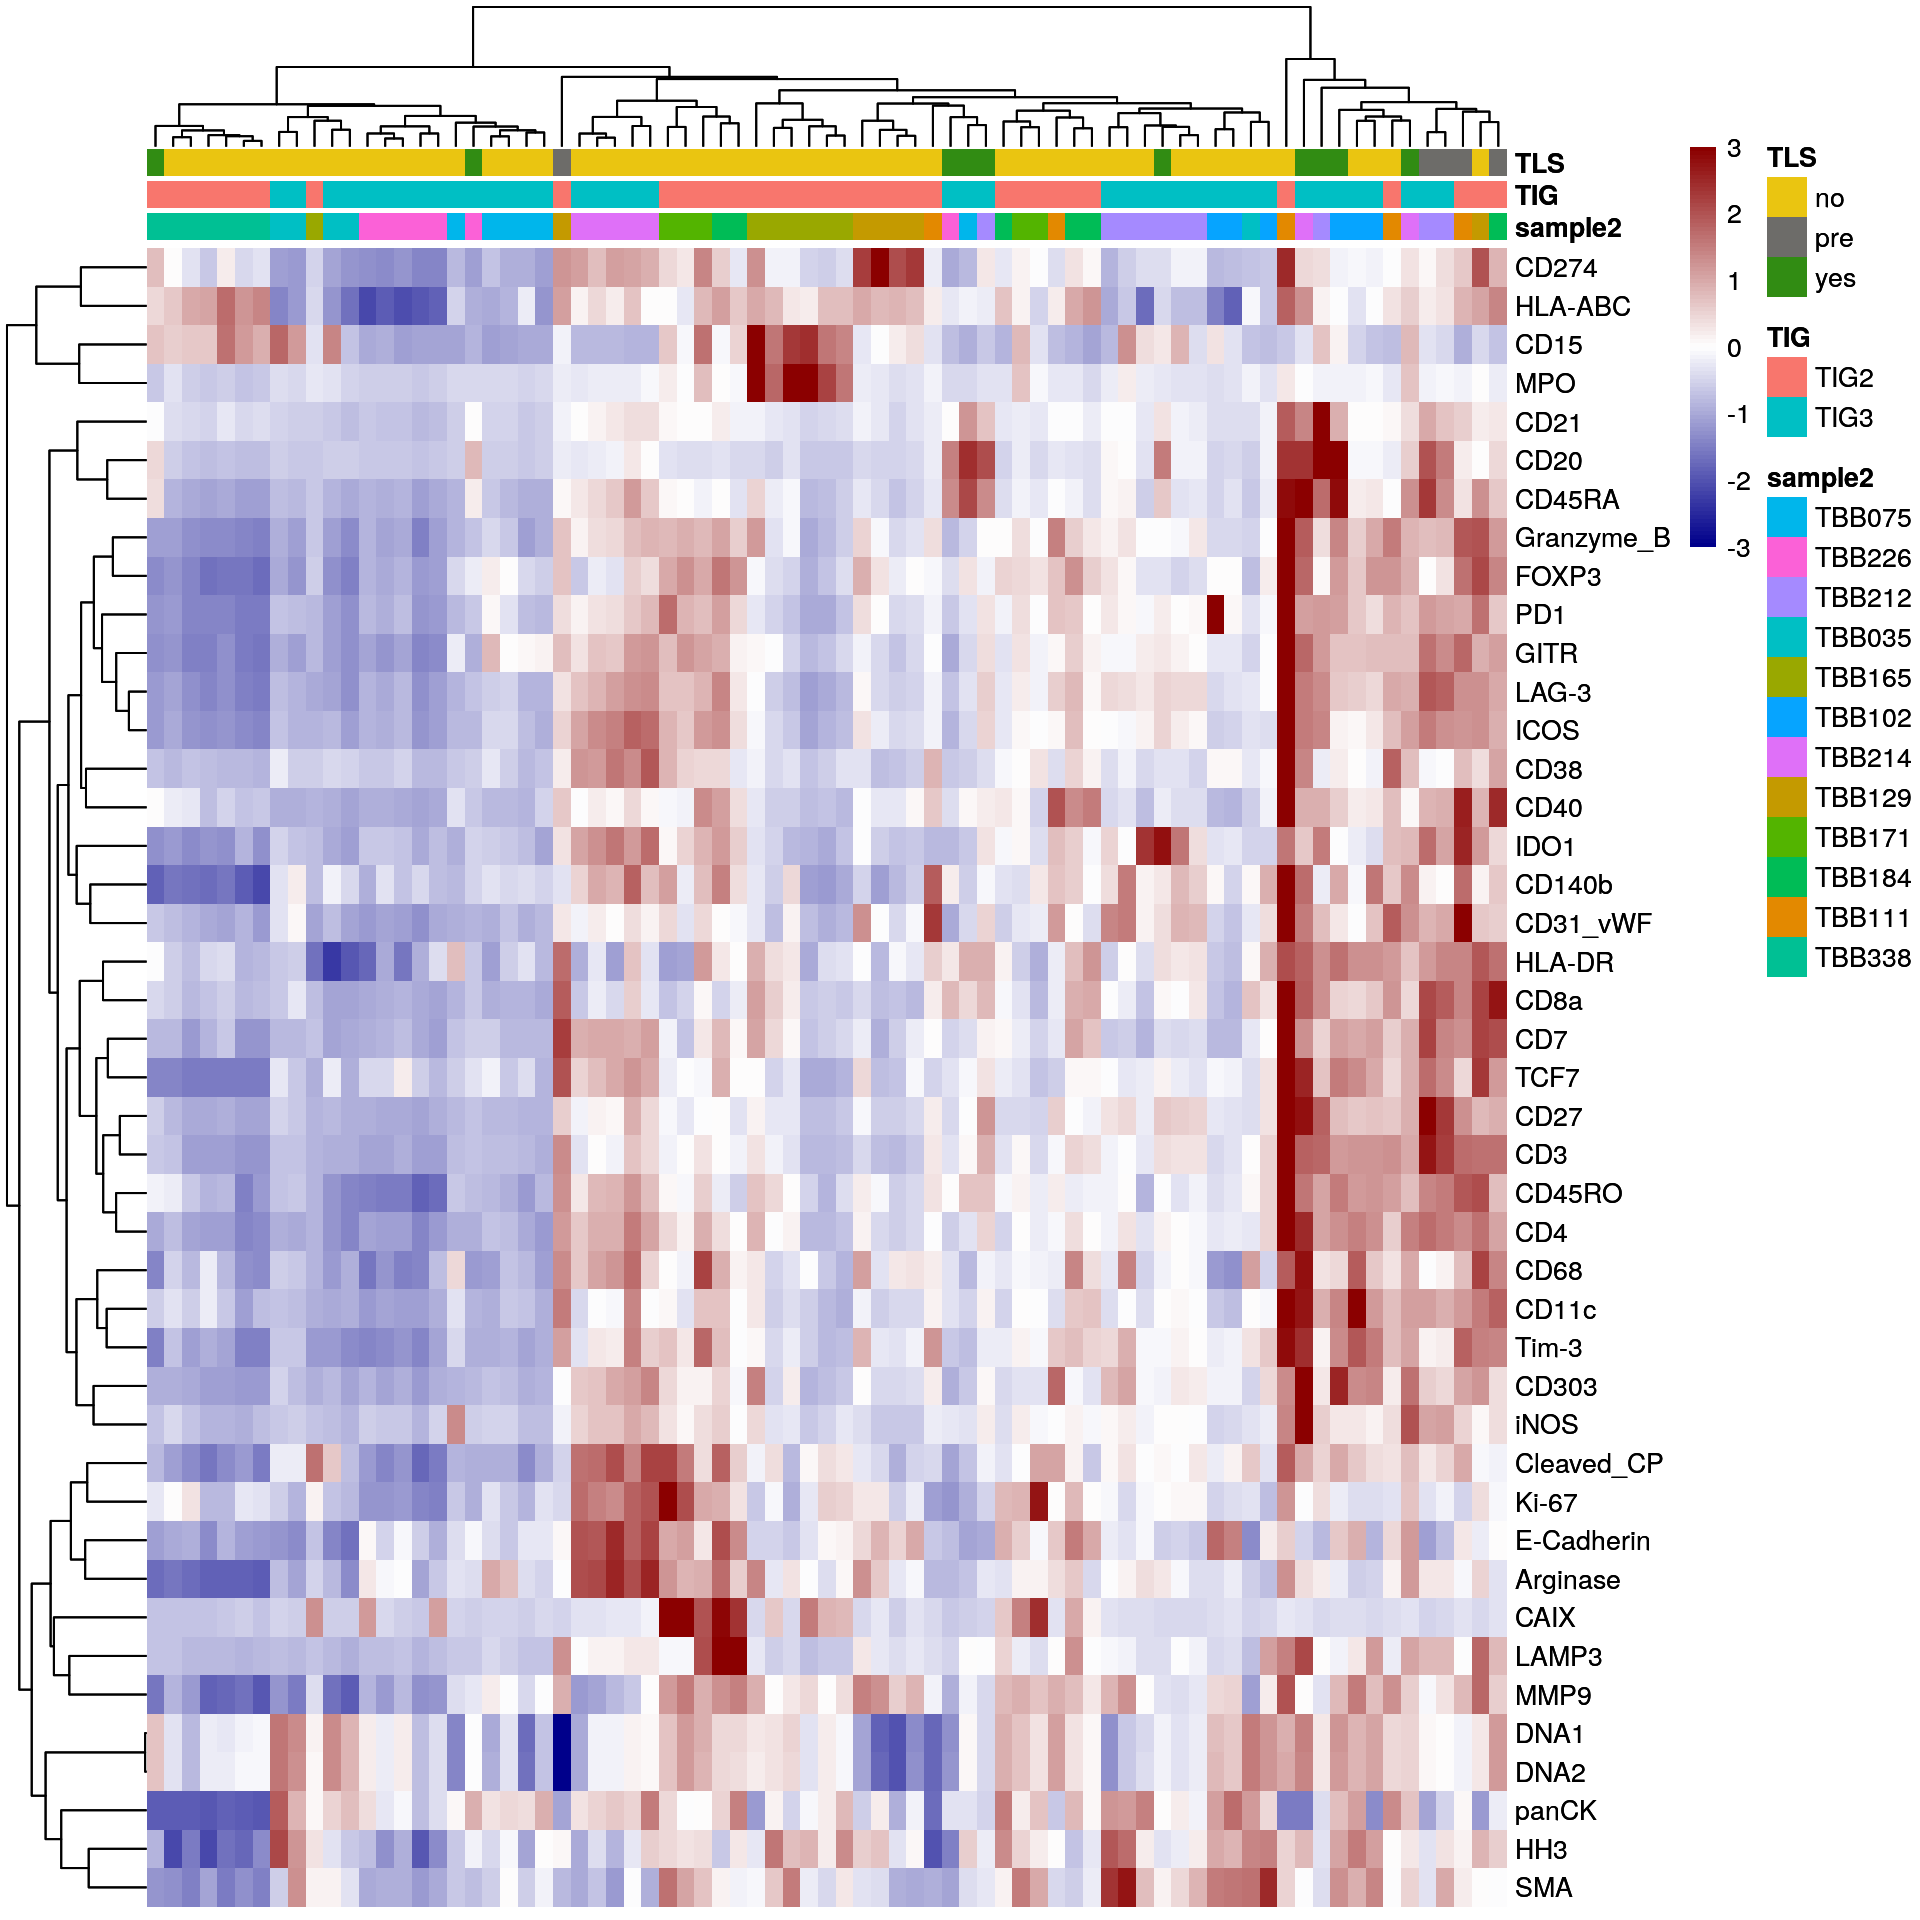 TLS
TIG
sample2
CD274
HLA-ABC
CD15
MPO
CD21
CD20
CD45RA
Granzyme_B
FOXP3
PD1
GITR
LAG-3
ICOS
CD38
CD40
IDO1
CD140b
CD31_vWF
HLA-DR
CD8a
CD7
TCF7
CD27
CD3
CD45RO
CD4
CD68
CD11c
Tim-3
CD303
iNOS
Cleaved_CP
Ki-67
E-Cadherin
Arginase
CAIX
LAMP3
MMP9
DNA1
DNA2
panCK
HH3
SMA
3
2
1
0
-1
-2
-3
TLS
no
pre
yes
TIG
TIG2
TIG3
sample2
TBB075
TBB226
TBB212
TBB035
TBB165
TBB102
TBB214
TBB129
TBB171
TBB184
TBB111
TBB338